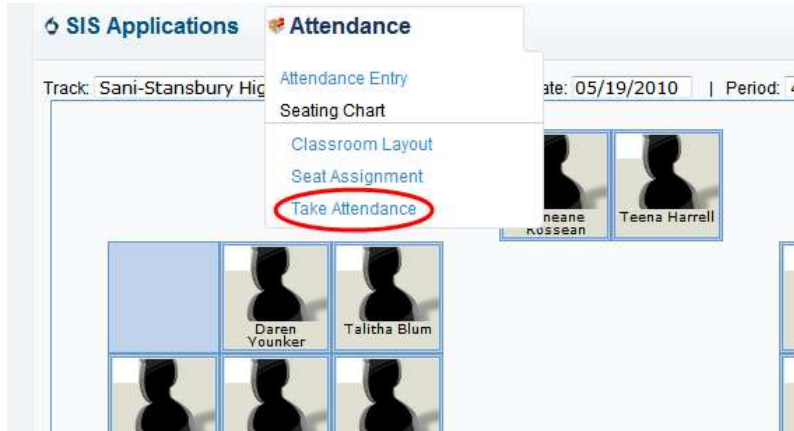 SIS Applications Attendance
Attendance Entry
Track: Sani-Stansbury Hig ate: 05/19/2010 | Period: 4
Seating Chart
Classroom Layout
Seat Assignment
Take Attendance
neane Teena Harrell
Rossean
Daren Talitha Blum
Younker